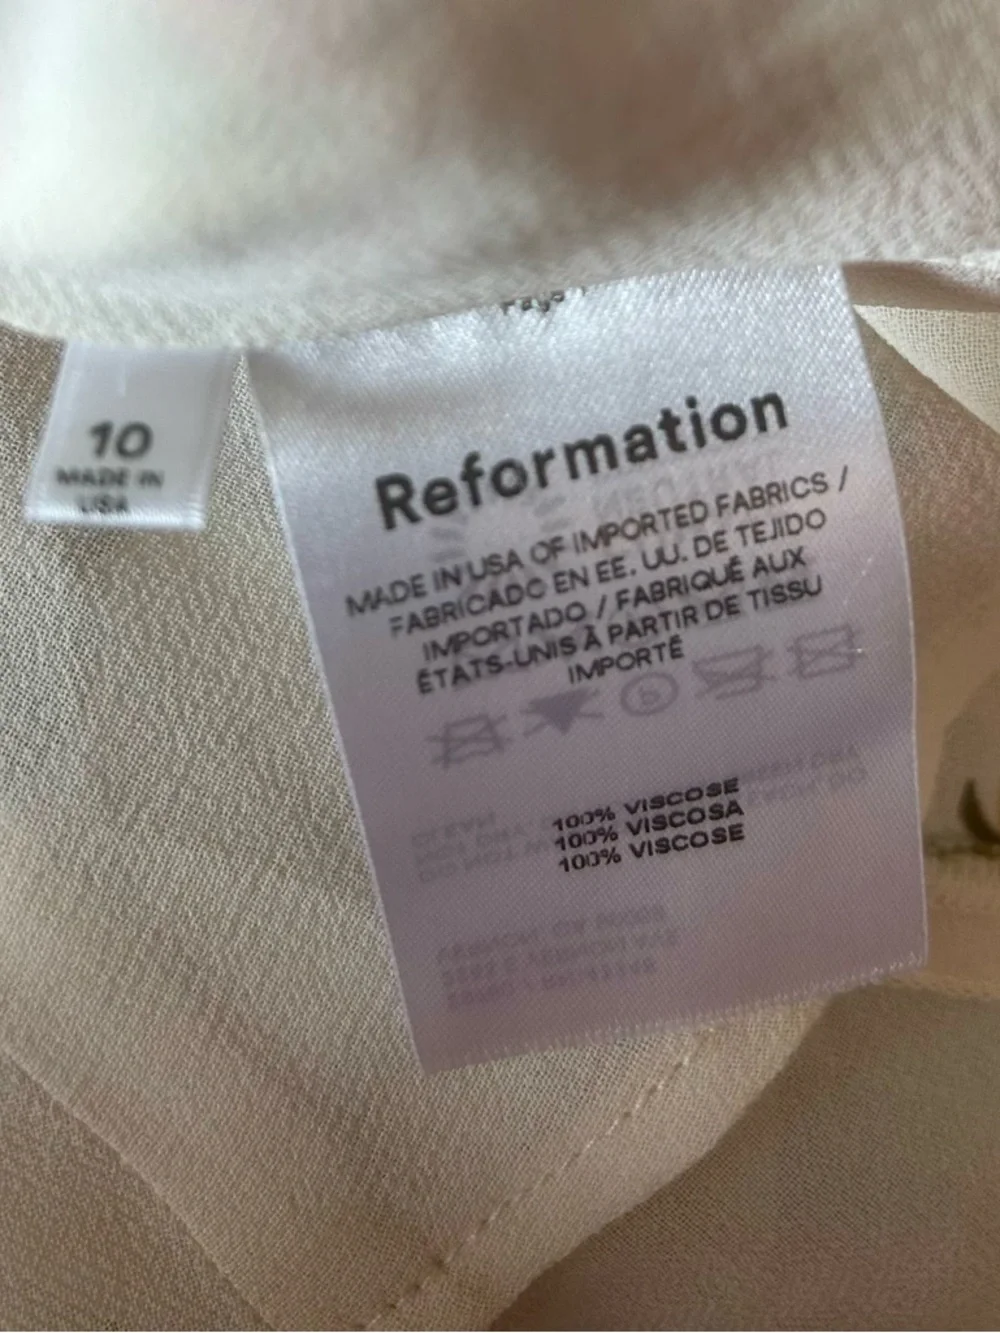 10
MADE IN
USA
Reformation
MADE IN USA OF IMPORTED FABRICS /
FABRICADO EN EE. UU. DE TEJIDO
IMPORTADO / FABRIQUÉ AUX
ÉTATS-UNIS À PARTIR DE TISSU
IMPORTÉ
100% VISCOSE
100% VISCOSA
100% VISCOSE